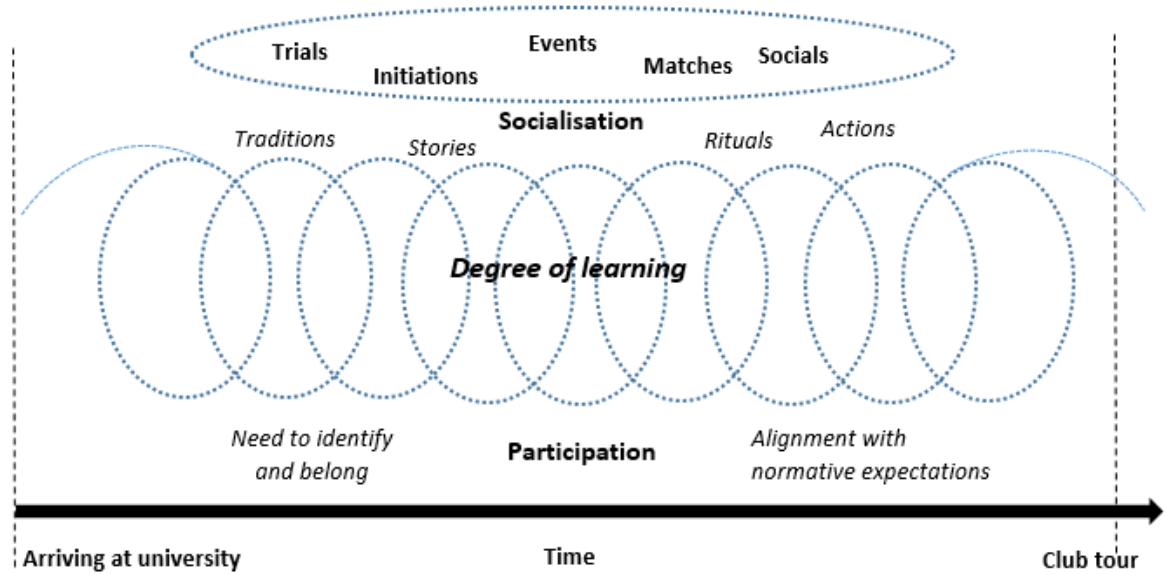 Events
Trials
Socials
Matches
Initiations
Socialisation
Traditions
Stories
Rituals
Actions
Degree of learning
Need to identify
and belong
Participation
Alignment with
normative expectations
Arriving at university
Time
Club tour